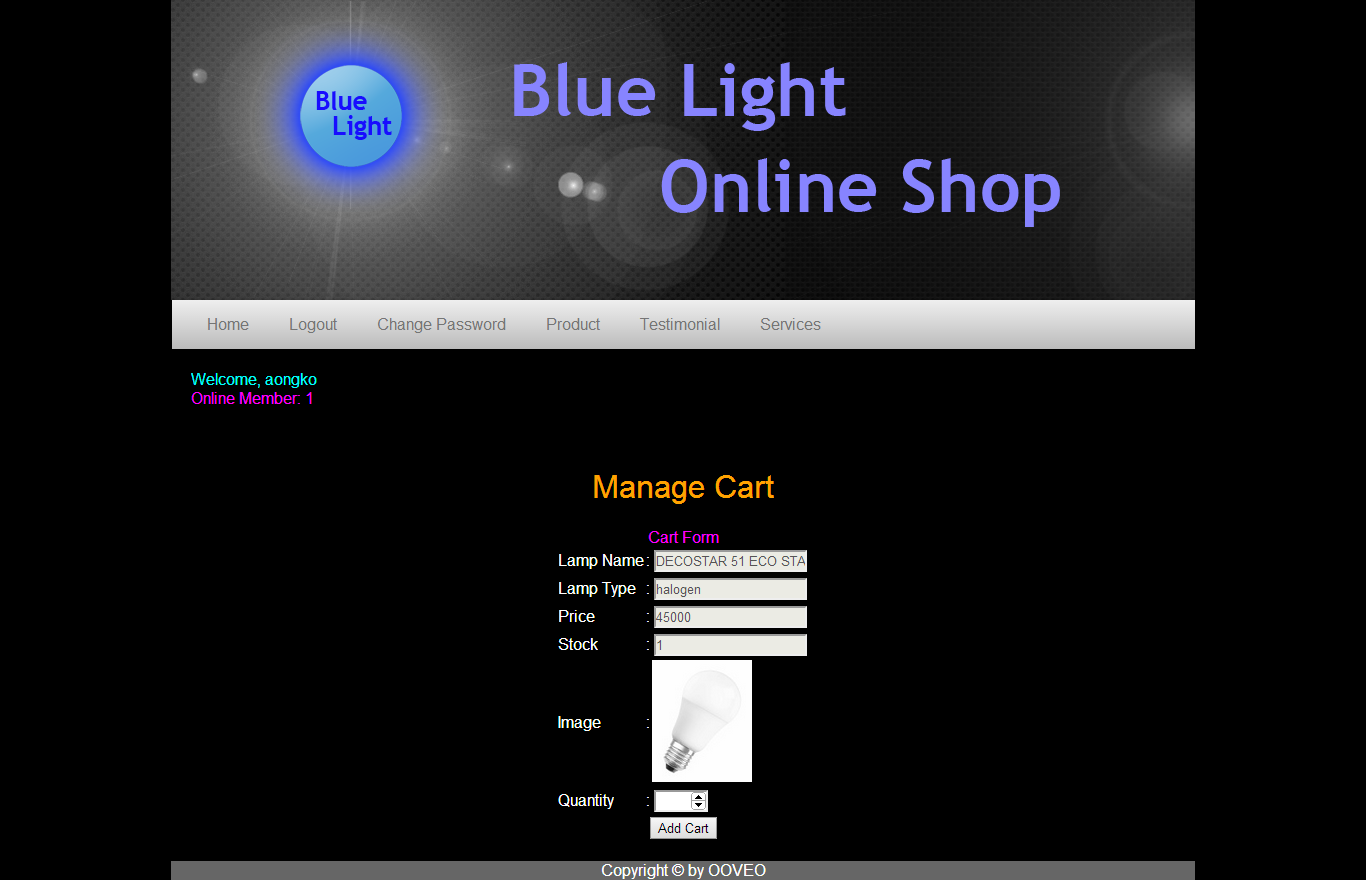 Blue
Light
Blue Light
Online Shop
Home Logout Change Password Product Testimonial Services
Welcome, aongko
Online Member: 1
Manage Cart
Cart Form
Lamp Name : DECOSTAR 51 ECO STA
Lamp Type : halogen
Price : 45000
Stock : 1
Image :
Quantity :
Add Cart
Copyright © by OOVEO